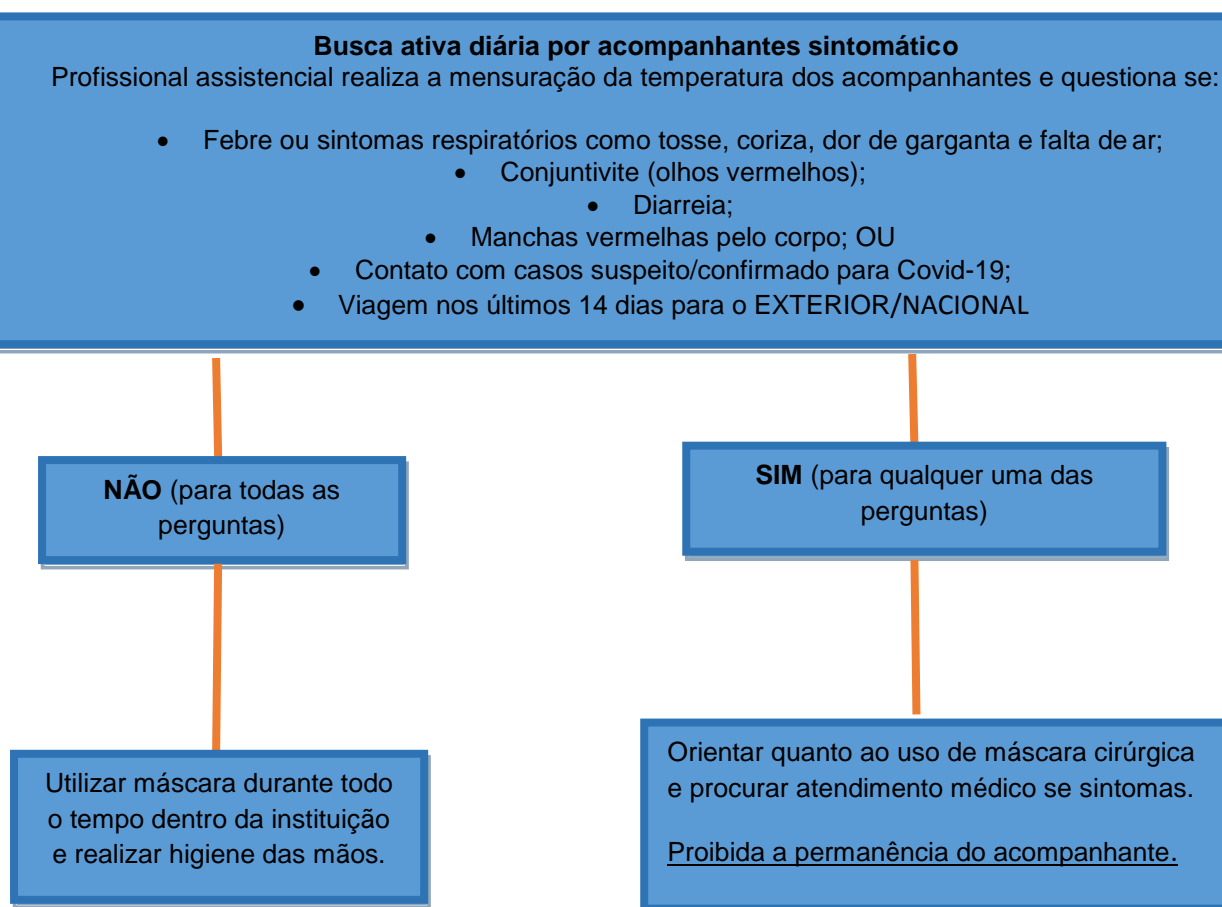 Busca ativa diária por acompanhantes sintomático
Profissional assistencial realiza a mensuração da temperatura dos acompanhantes e questiona se:
• Febre ou sintomas respiratórios como tosse, coriza, dor de garganta e falta de ar;
• Conjuntivite (olhos vermelhos);
• Diarreia;
• Manchas vermelhas pelo corpo; OU
• Contato com casos suspeito/confirmado para Covid-19;
• Viagem nos últimos 14 dias para o EXTERIOR/NACIONAL
NÃO (para todas as
perguntas)
SIM (para qualquer uma das
perguntas)
Utilizar máscara durante todo
o tempo dentro da instituição
e realizar higiene das mãos.
Orientar quanto ao uso de máscara cirúrgica
e procurar atendimento médico se sintomas.
Proibida a permanência do acompanhante.